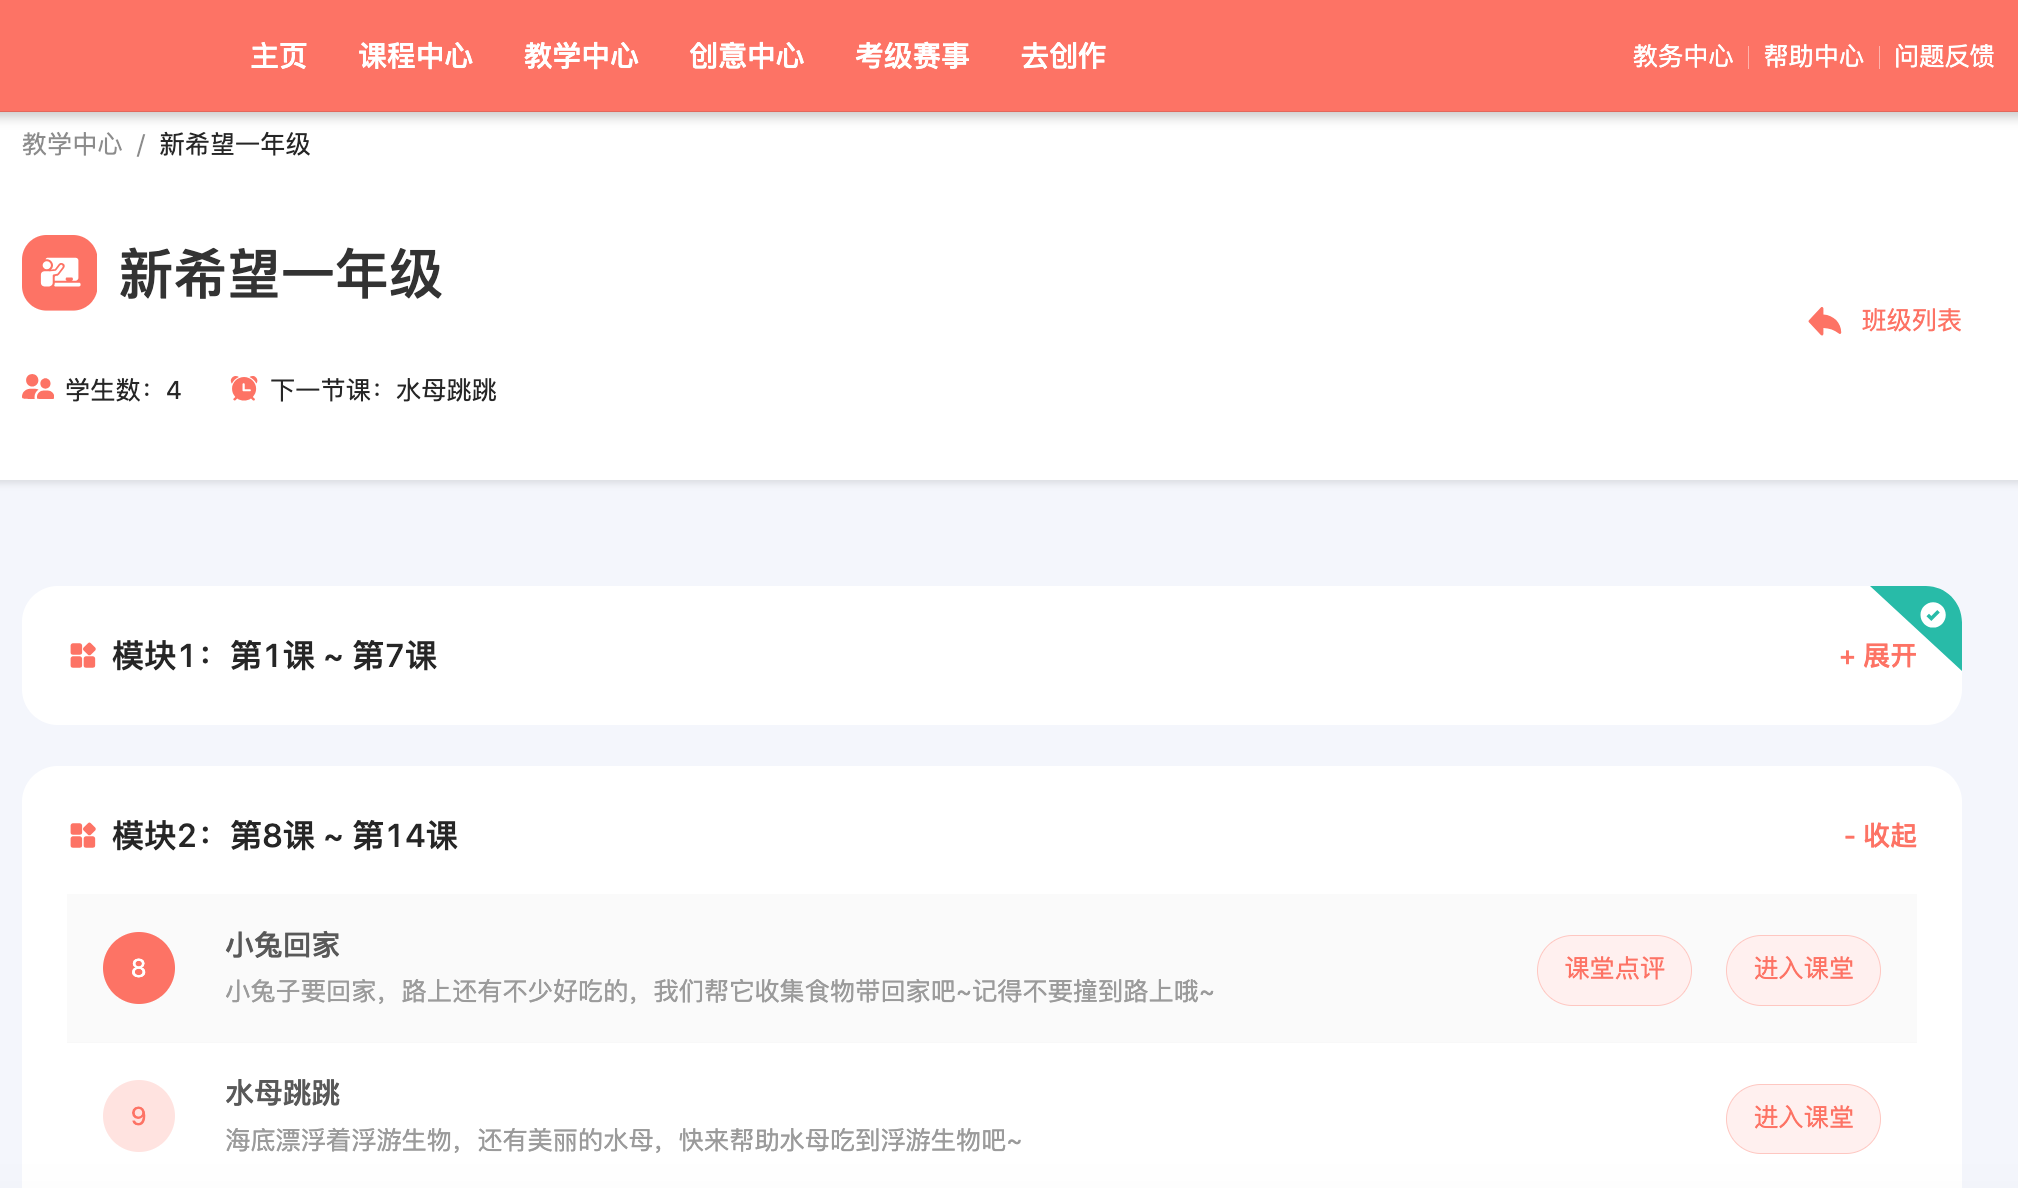 主页 课程中心 教学中心 创意中心 考级赛事 去创作 教务中心 帮助中心 问题反馈
教学中心 / 新希望一年级
新希望一年级
班级列表
学生数：4 下一节课：水母跳跳
模块1：第1课 ~ 第7课 + 展开
模块2：第8课 ~ 第14课 - 收起
8 小兔回家
小兔子要回家，路上还有不少好吃的，我们帮它收集食物带回家吧~记得不要撞到路上哦~
课堂点评 进入课堂
9 水母跳跳
海底漂浮着浮游生物，还有美丽的水母，快来帮助水母吃到浮游生物吧~
进入课堂